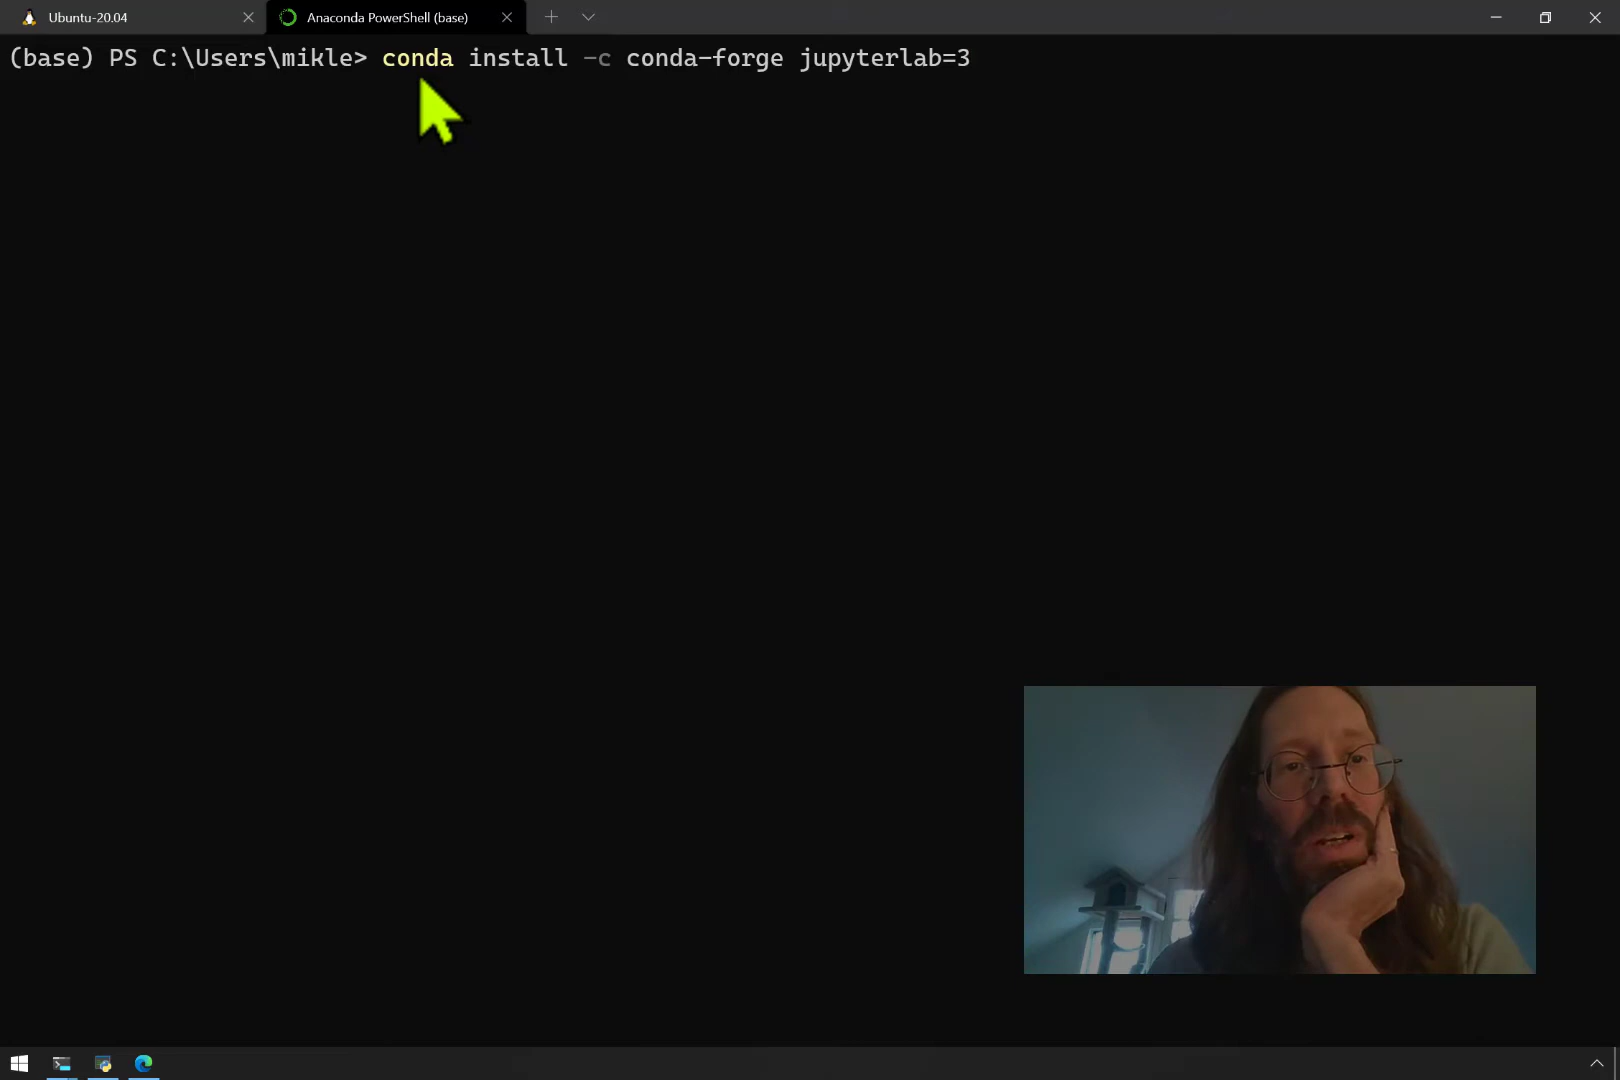 Ubuntu-20.04
Anaconda PowerShell (base)
(base) PS C:\Users\mikle> conda install -c conda-forge jupyterlab=3